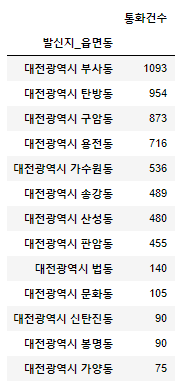 통화건수
발신지_읍면동
대전광역시 부사동 1093
대전광역시 탄방동 954
대전광역시 구암동 873
대전광역시 용전동 716
대전광역시 가수원동 536
대전광역시 송강동 489
대전광역시 산성동 480
대전광역시 판암동 455
대전광역시 법동 140
대전광역시 문화동 105
대전광역시 신탄진동 90
대전광역시 봉명동 90
대전광역시 가양동 75